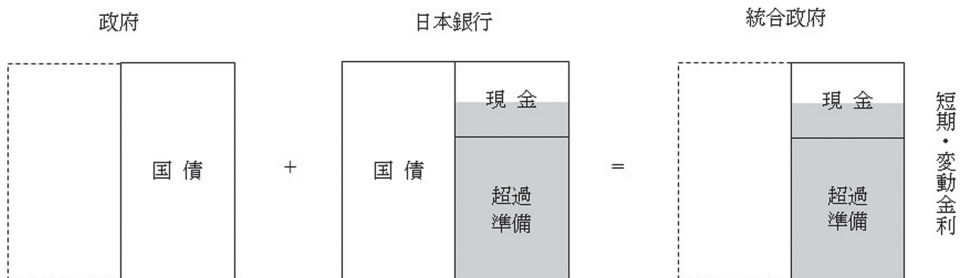 政府
日本銀行
統合政府
国債
+
国債
現金
超過
準備
=
現金
超過
準備
短期・変動金利